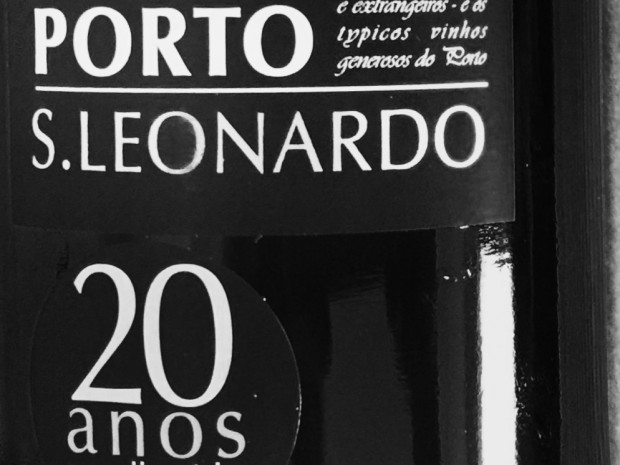 e extrangeiros - e os
typicos vinhos
generosos do Porto
PORTO
S.LEONARDO
20
anos